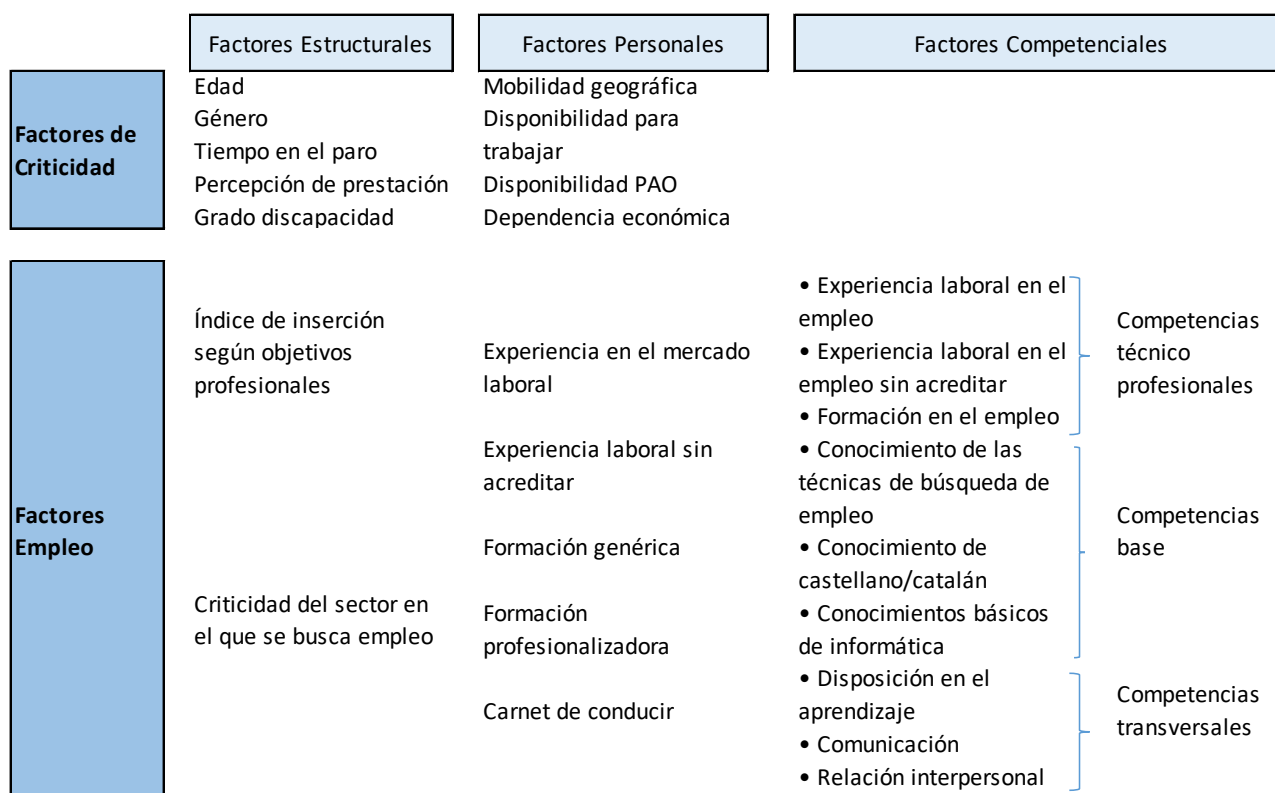 Factores Estructurales
Factores Personales
Factores Competenciales
Factores de
Criticidad
Edad
Género
Tiempo en el paro
Percepción de prestación
Grado discapacidad
Mobilidad geográfica
Disponibilidad para
trabajar
Disponibilidad PAO
Dependencia económica
Factores
Empleo
Índice de inserción
según objetivos
profesionales
Criticidad del sector en
el que se busca empleo
Experiencia en el mercado
laboral
Experiencia laboral sin
acreditar
Formación genérica
Formación
profesionalizadora
Carnet de conducir
• Experiencia laboral en el
empleo
• Experiencia laboral en el
empleo sin acreditar
• Formación en el empleo
• Conocimiento de las
técnicas de búsqueda de
empleo
• Conocimiento de
castellano/catalán
• Conocimientos básicos
de informática
• Disposición en el
aprendizaje
• Comunicación
• Relación interpersonal
Competencias
técnico
profesionales
Competencias
base
Competencias
transversales